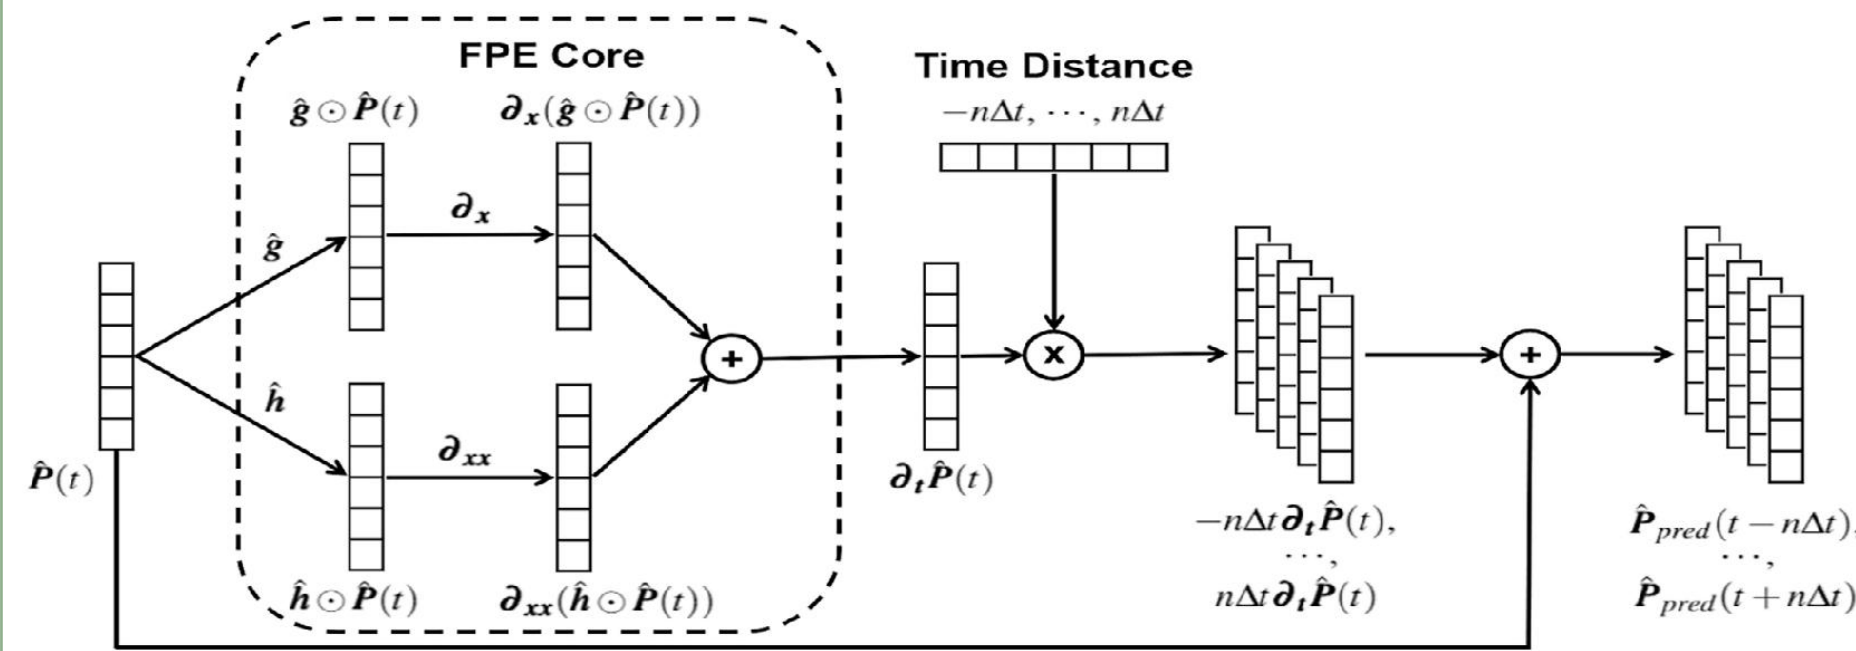 FPE Core
Time Distance
ĝ ⊙ P̂(t)
∂x(ĝ ⊙ P̂(t))
−nΔt, ⋯, nΔt
∂x
ĝ
+
x
+
ĥ
∂xx
P̂(t)
∂tP̂(t)
−nΔt∂tP̂(t),
⋯,
nΔt∂tP̂(t)
P̂pred(t − nΔt),
⋯,
P̂pred(t + nΔt)
ĥ ⊙ P̂(t)
∂xx(ĥ ⊙ P̂(t))